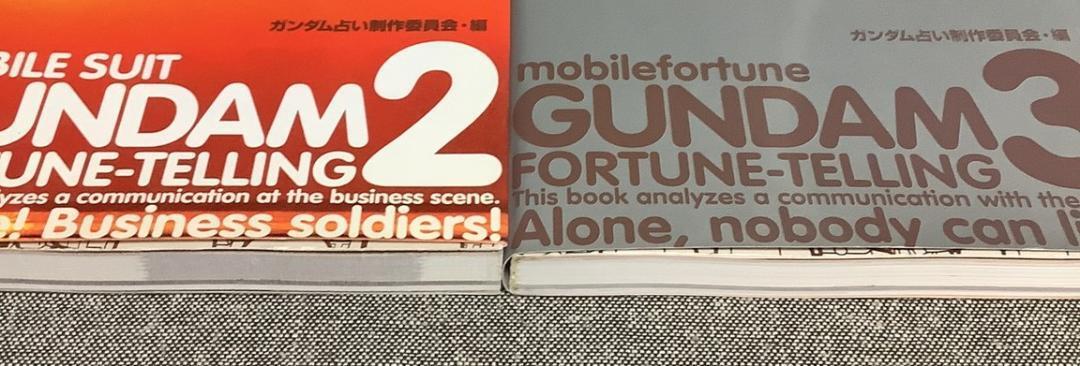 ガンダム占い制作委員会・編
BILE SUIT
UNDAM 2
UNE-TELLING
lyzes a communication at the business scene.
e! Business soldiers!
ガンダム占い制作委員会・編
mobilefortune
GUNDAM 3
FORTUNE-TELLING
This book analyzes a communication with the
Alone, nobody can li